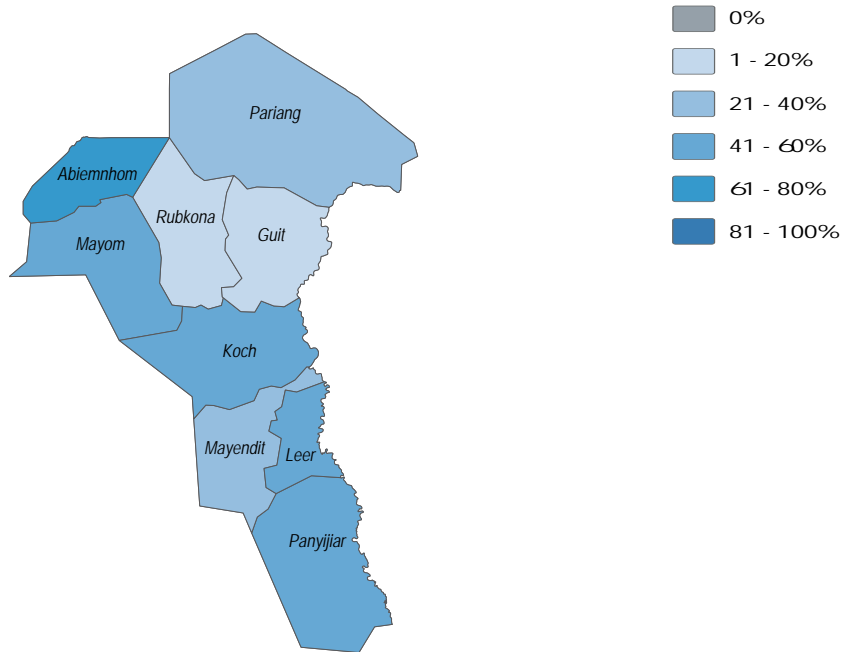 0%
1 - 20%
21 - 40%
41 - 60%
61 - 80%
81 - 100%
Pariang
Abiemnhom
Rubkona
Guit
Mayom
Koch
Mayendit
Leer
Panyijiar